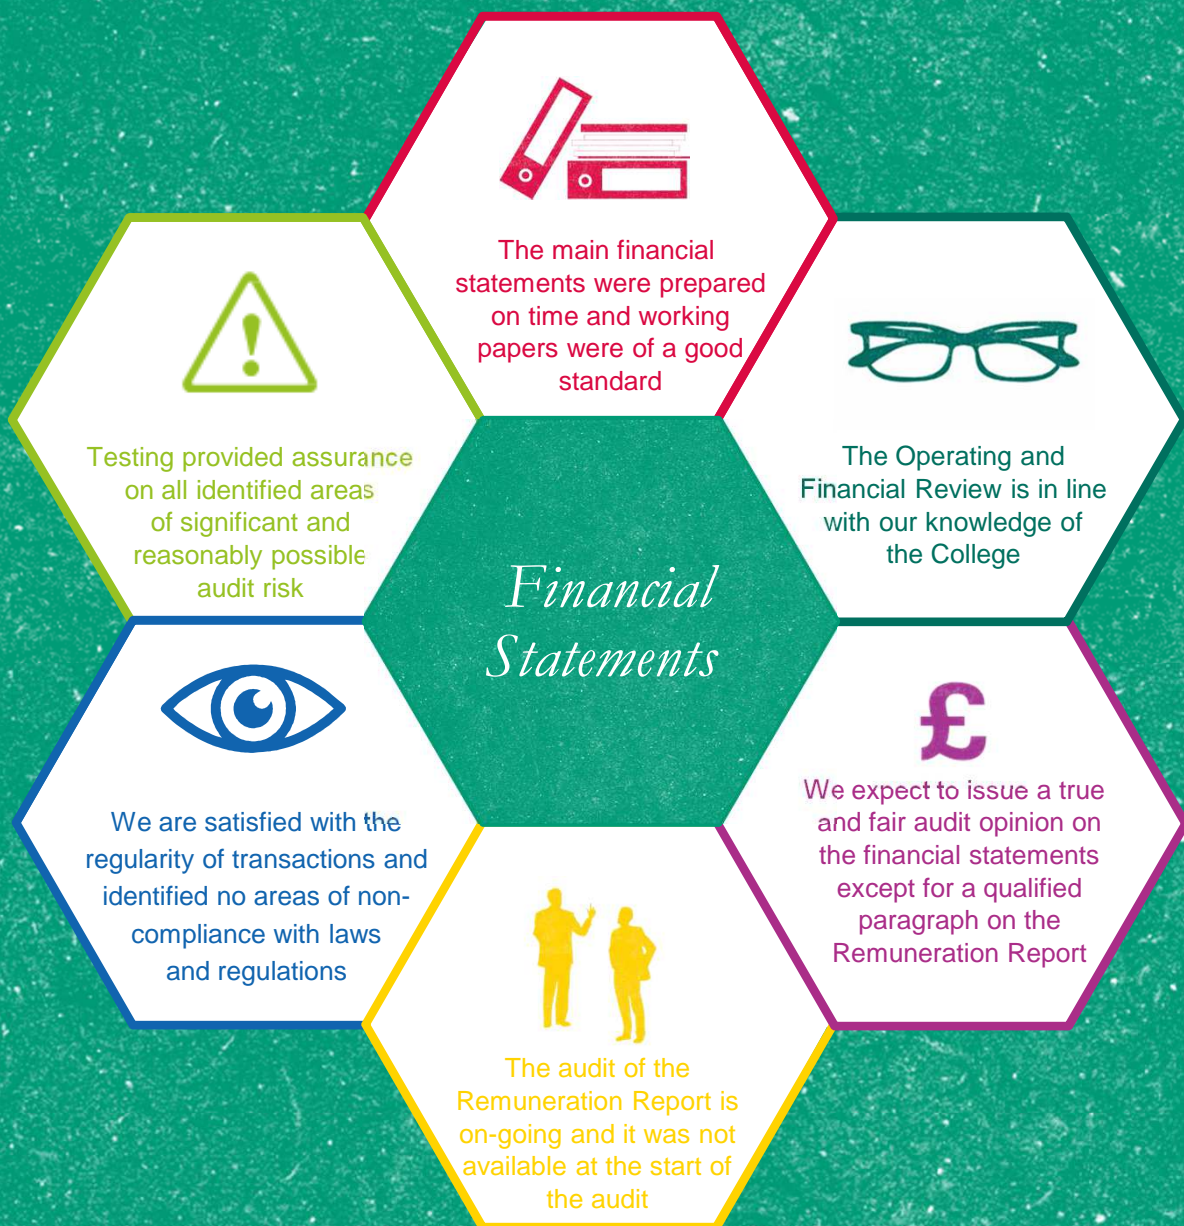 The main financial
statements were prepared
on time and working
papers were of a good
standard
Testing provided assurance
on all identified areas
of significant and
reasonably possible
audit risk
The Operating and
Financial Review is in line
with our knowledge of
the College
Financial
Statements
We are satisfied with the
regularity of transactions and
identified no areas of non-
compliance with laws
and regulations
£
We expect to issue a true
and fair audit opinion on
the financial statements
except for a qualified
paragraph on the
Remuneration Report
The audit of the
Remuneration Report is
on-going and it was not
available at the start of
the audit